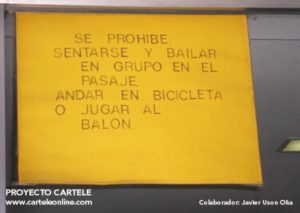 SE PROHIBE:
SENTARSE Y BAILAR
EN GRUPO EN EL
PASAJE,
ANDAR EN BICICLETA
O JUGAR AL
BALON.
PROYECTO CARTELE
www.carteleonline.com
Colaborador: Javier Uson Oña